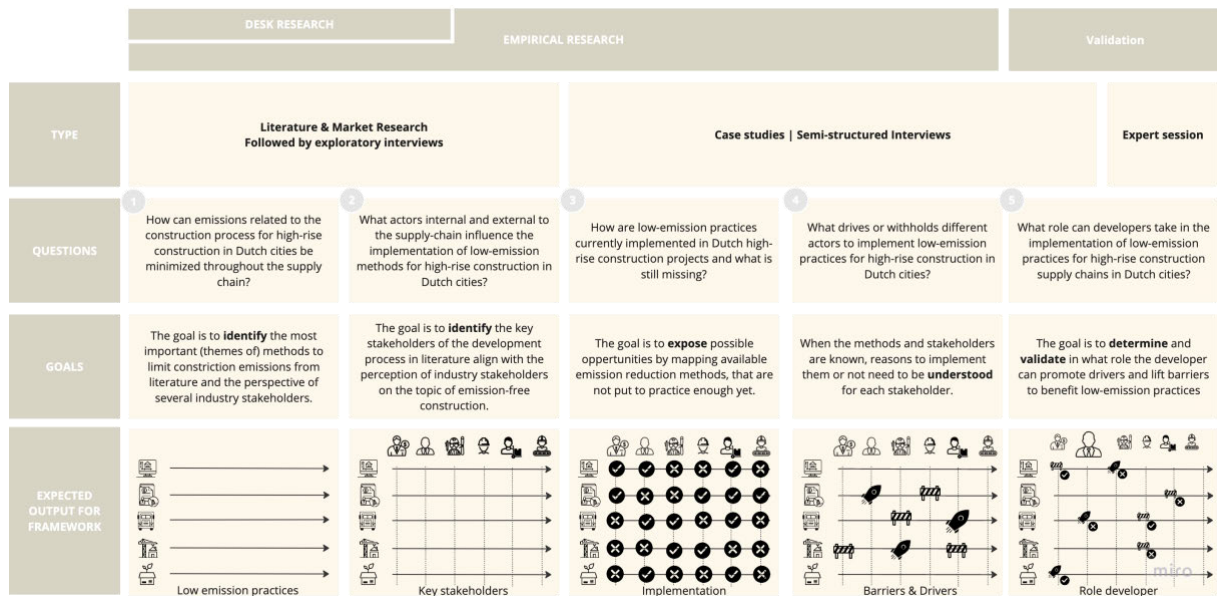 DESK RESEARCH
EMPIRICAL RESEARCH
Validation
TYPE
Literature & Market Research
Followed by exploratory interviews
Case studies | Semi-structured Interviews
Expert session
QUESTIONS
1
How can emissions related to the
construction process for high-rise
construction in Dutch cities be
minimized throughout the supply
chain?
2
What actors internal and external to
the supply-chain influence the
implementation of low-emission
methods for high-rise construction in
Dutch cities?
3
How are low-emission practices
currently implemented in Dutch high-
rise construction projects and what is
still missing?
4
What drives or withholds different
actors to implement low-emission
practices for high-rise construction in
Dutch cities?
5
What role can developers take in the
implementation of low-emission
practices for high-rise construction
supply chains in Dutch cities?
GOALS
The goal is to identify the most
important (themes of) methods to
limit constriction emissions from
literature and the perspective of
several industry stakeholders.
The goal is to identify the key
stakeholders of the development
process in literature align with the
perception of industry stakeholders
on the topic of emission-free
construction.
The goal is to expose possible
oppertunities by mapping available
emission reduction methods, that are
not put to practice enough yet.
When the methods and stakeholders
are known, reasons to implement
them or not need to be understood
for each stakeholder.
The goal is to determine and
validate in what role the developer
can promote drivers and lift barriers
to benefit low-emission practices
EXPECTED
OUTPUT FOR
FRAMEWORK
Low emission practices
Key stakeholders
Implementation
Barriers & Drivers
Role developer
miro